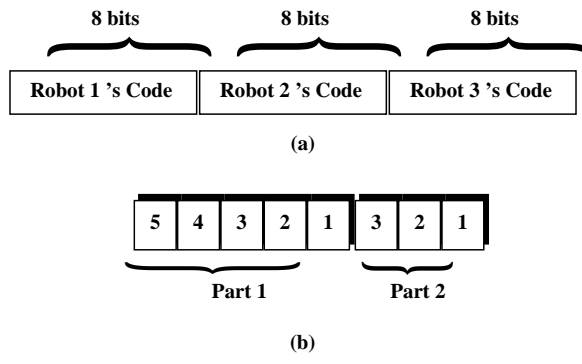 8 bits 8 bits 8 bits
Robot 1 's Code Robot 2 's Code Robot 3 's Code
(a)
5 4 3 2 1 3 2 1
Part 1 Part 2
(b)